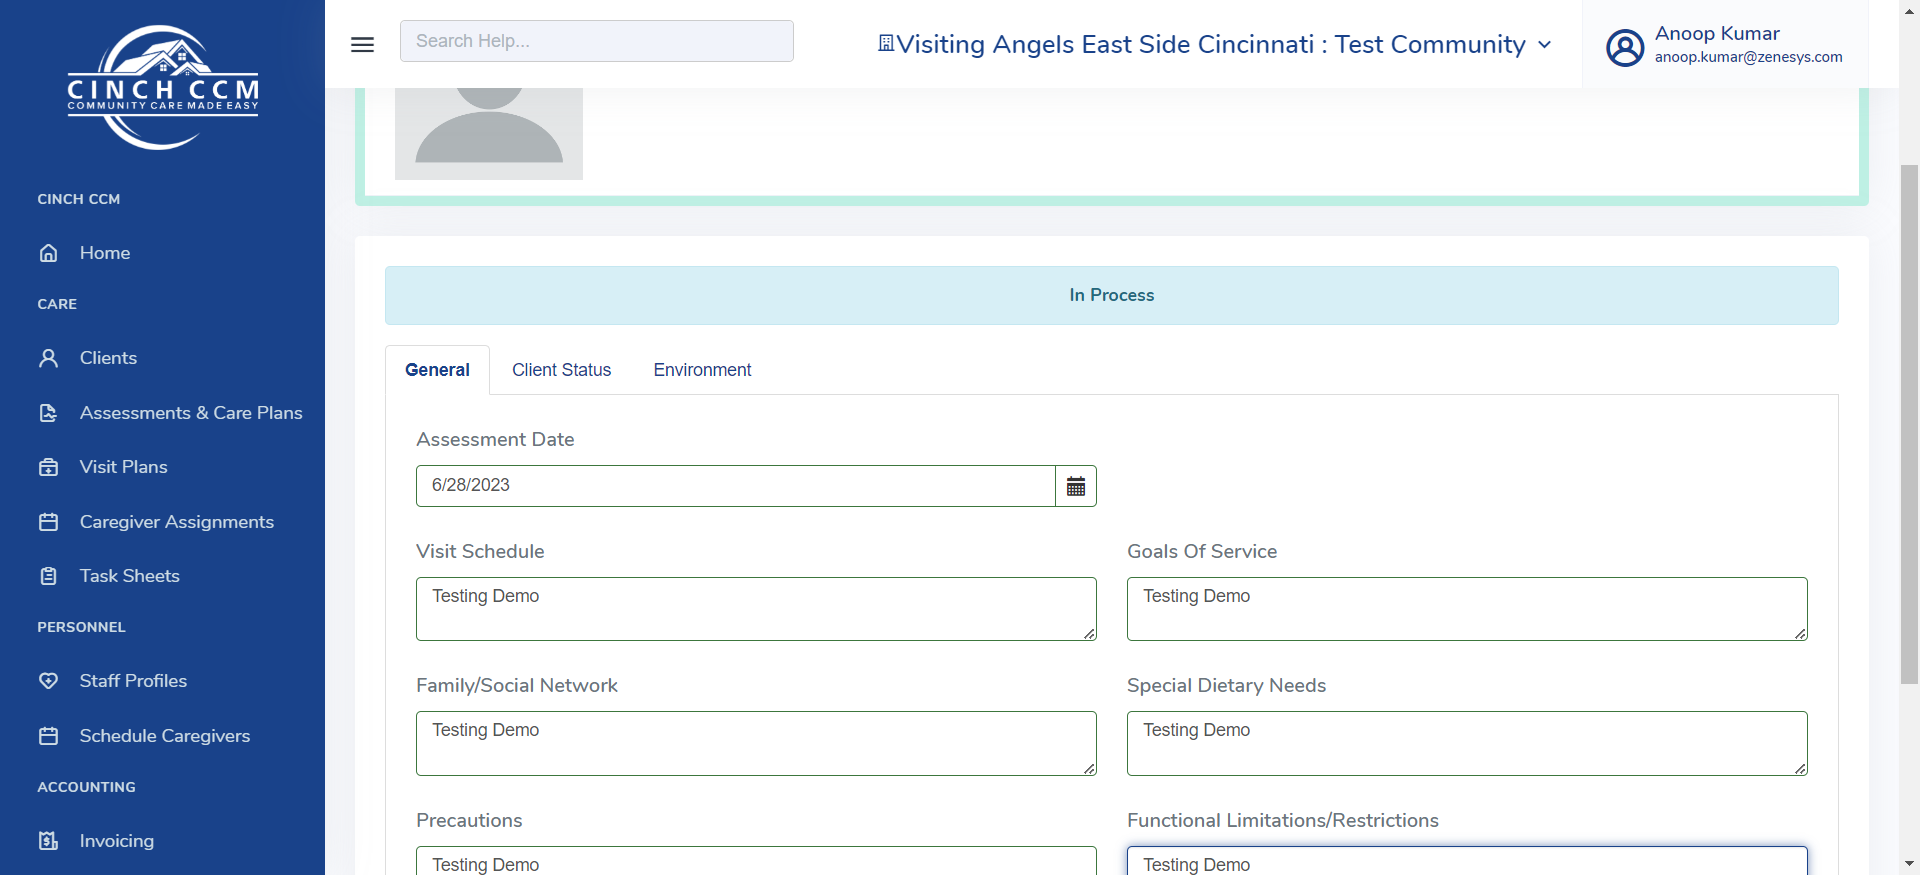 CINCH CCM
COMMUNITY CARE MADE EASY
CINCH CCM
Home
CARE
Clients
Assessments & Care Plans
Visit Plans
Caregiver Assignments
Task Sheets
PERSONNEL
Staff Profiles
Schedule Caregivers
ACCOUNTING
Invoicing
Search Help...
Visiting Angels East Side Cincinnati : Test Community
Anoop Kumar
anoop.kumar@zenesys.com
In Process
General Client Status Environment
Assessment Date
6/28/2023
Visit Schedule
Testing Demo
Goals Of Service
Testing Demo
Family/Social Network
Testing Demo
Special Dietary Needs
Testing Demo
Precautions
Testing Demo
Functional Limitations/Restrictions
Testing Demo